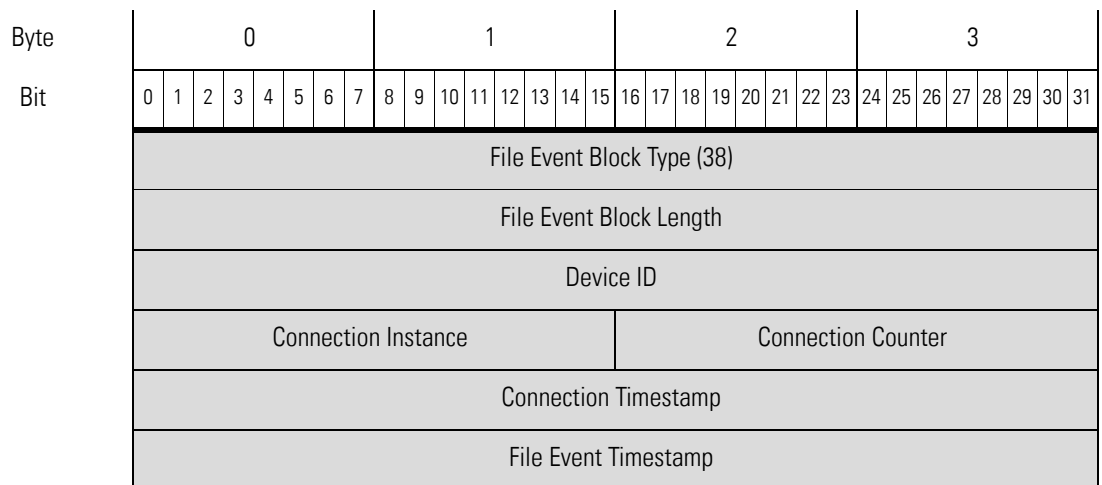 Byte 0 1 2 3
Bit 0 1 2 3 4 5 6 7 8 9 10 11 12 13 14 15 16 17 18 19 20 21 22 23 24 25 26 27 28 29 30 31
File Event Block Type (38)
File Event Block Length
Device ID
Connection Instance Connection Counter
Connection Timestamp
File Event Timestamp